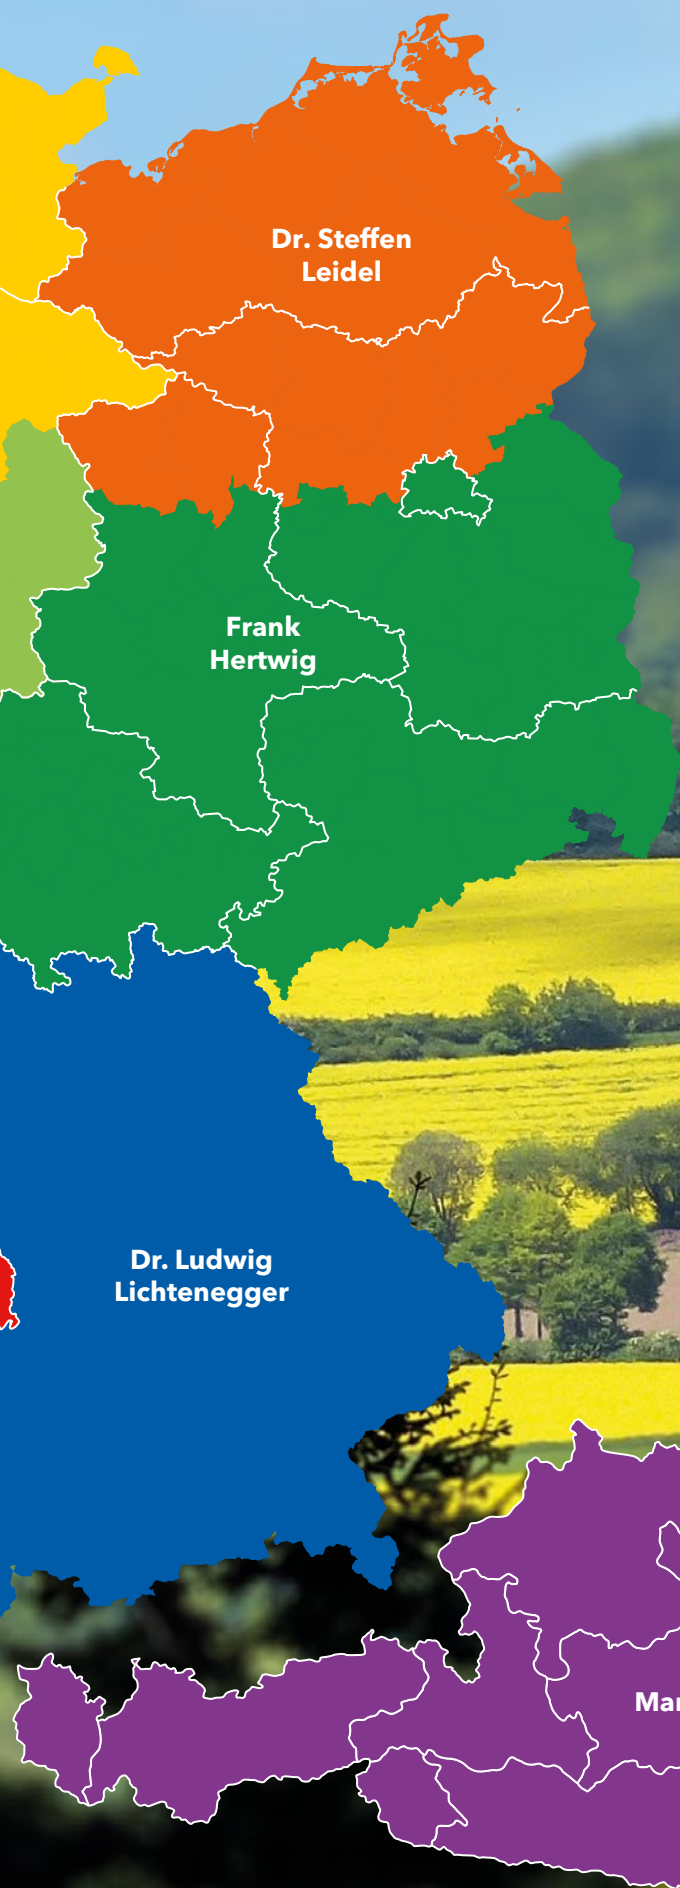 Dr. Steffen
Leidel
Frank
Hertwig
Dr. Ludwig
Lichtenegger